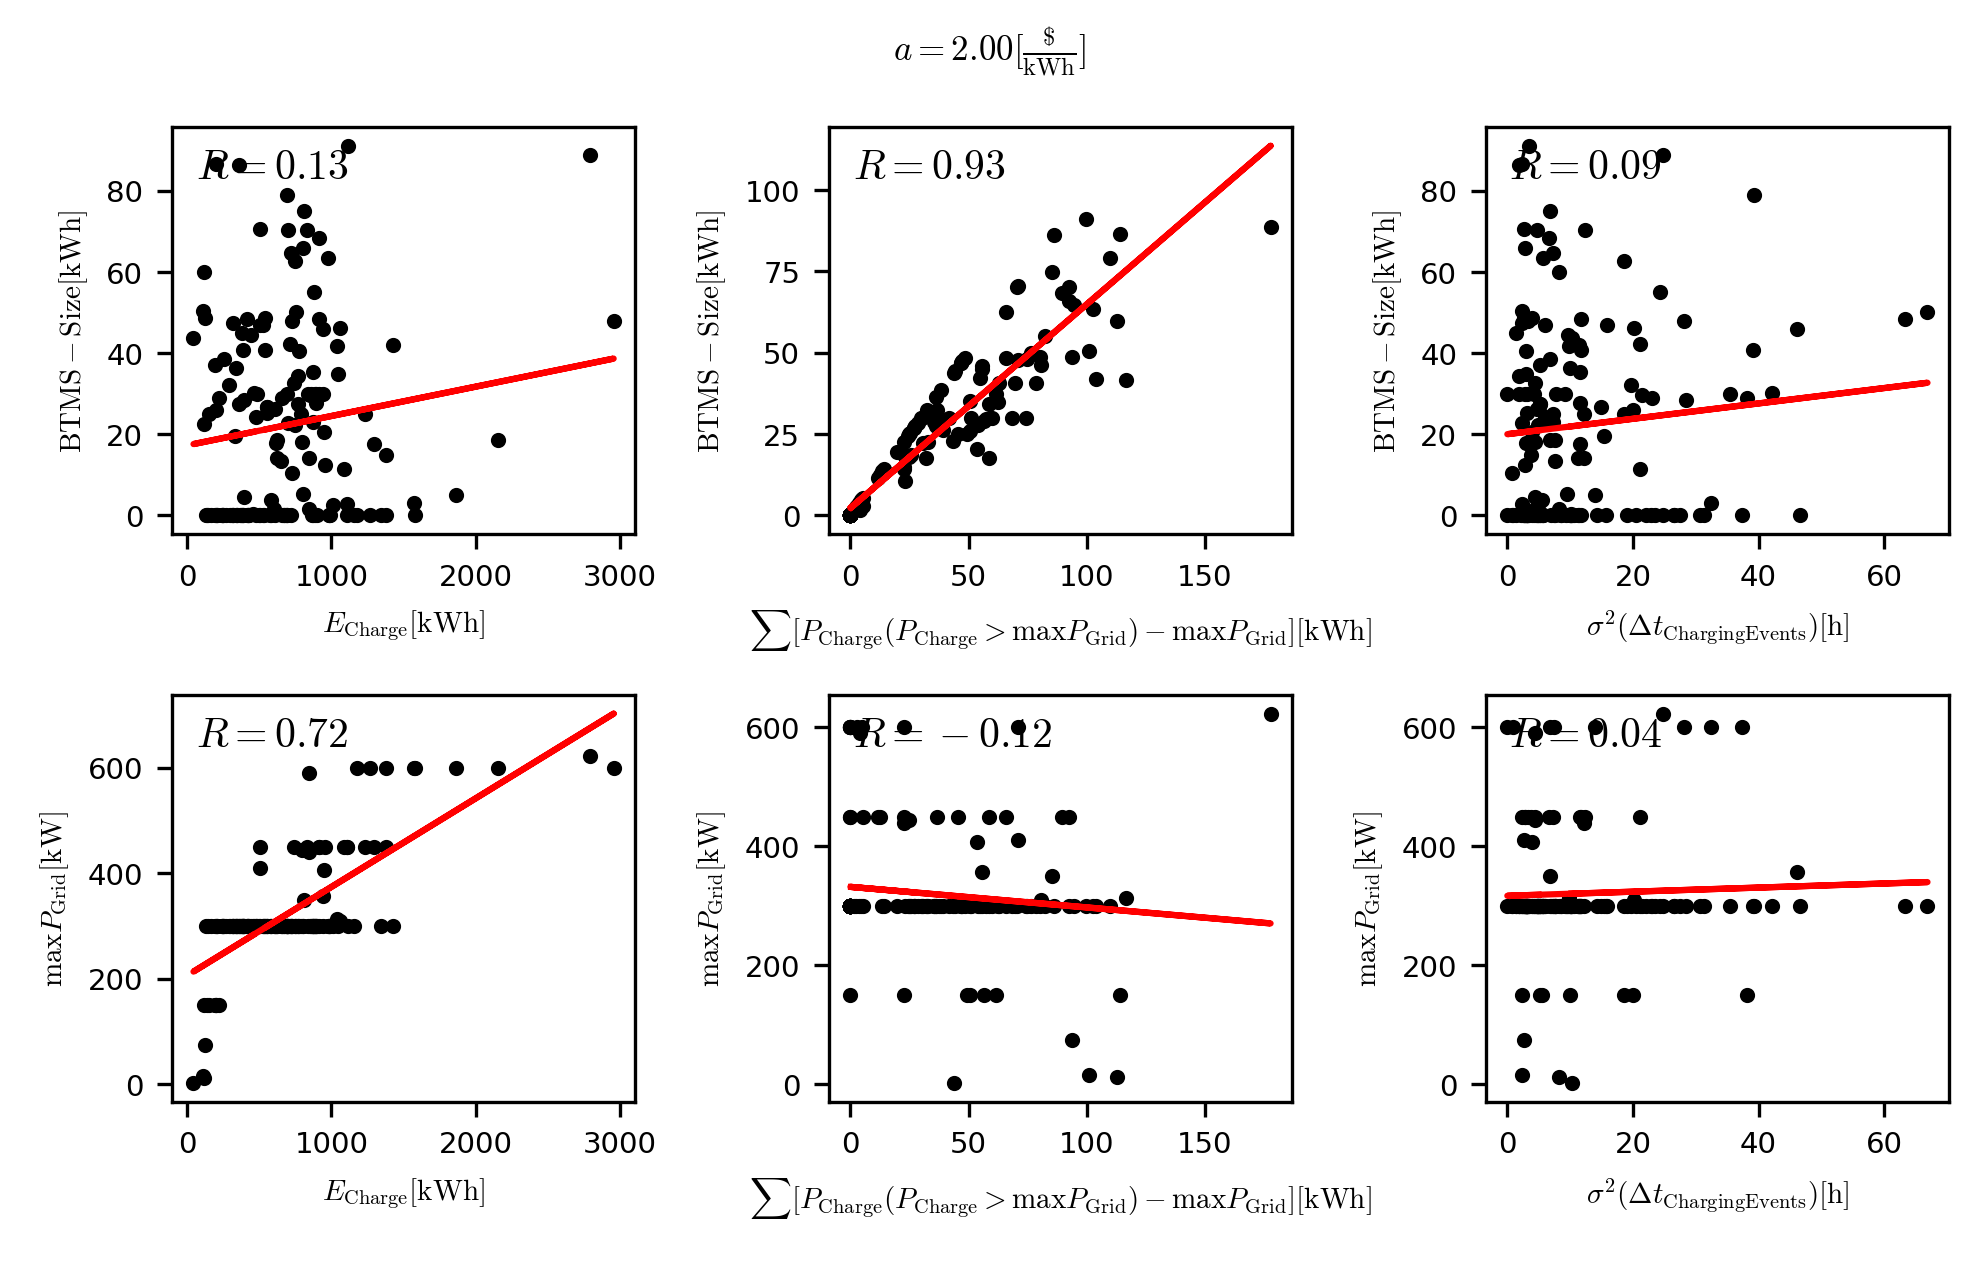 a = 2.00[$/kWh]
R = 0.13
BTMS − Size[kWh]
80
60
40
20
0
0 1000 2000 3000
E_Charge[kWh]
R = 0.93
BTMS − Size[kWh]
100
75
50
25
0
0 50 100 150
∑[P_Charge(P_Charge > maxP_Grid) − maxP_Grid][kWh]
R = 0.09
BTMS − Size[kWh]
80
60
40
20
0
0 20 40 60
σ²(Δt_ChargingEvents)[h]
R = 0.72
maxP_Grid[kW]
600
400
200
0
0 1000 2000 3000
E_Charge[kWh]
R = −0.12
maxP_Grid[kW]
600
400
200
0
0 50 100 150
∑[P_Charge(P_Charge > maxP_Grid) − maxP_Grid][kWh]
R = 0.04
maxP_Grid[kW]
600
400
200
0
0 20 40 60
σ²(Δt_ChargingEvents)[h]